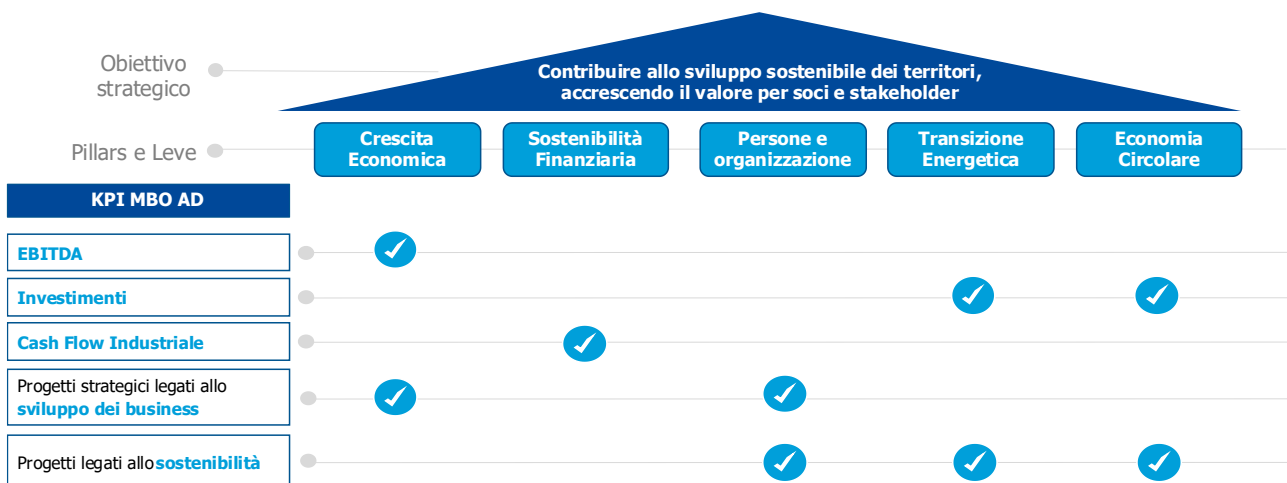 Obiettivo
strategico
Contribuire allo sviluppo sostenibile dei territori,
accrescendo il valore per soci e stakeholder
Pillars e Leve
Crescita
Economica
Sostenibilità
Finanziaria
Persone e
organizzazione
Transizione
Energetica
Economia
Circolare
KPI MBO AD
EBITDA
Investimenti
Cash Flow Industriale
Progetti strategici legati allo
sviluppo dei business
Progetti legati allo sostenibilità